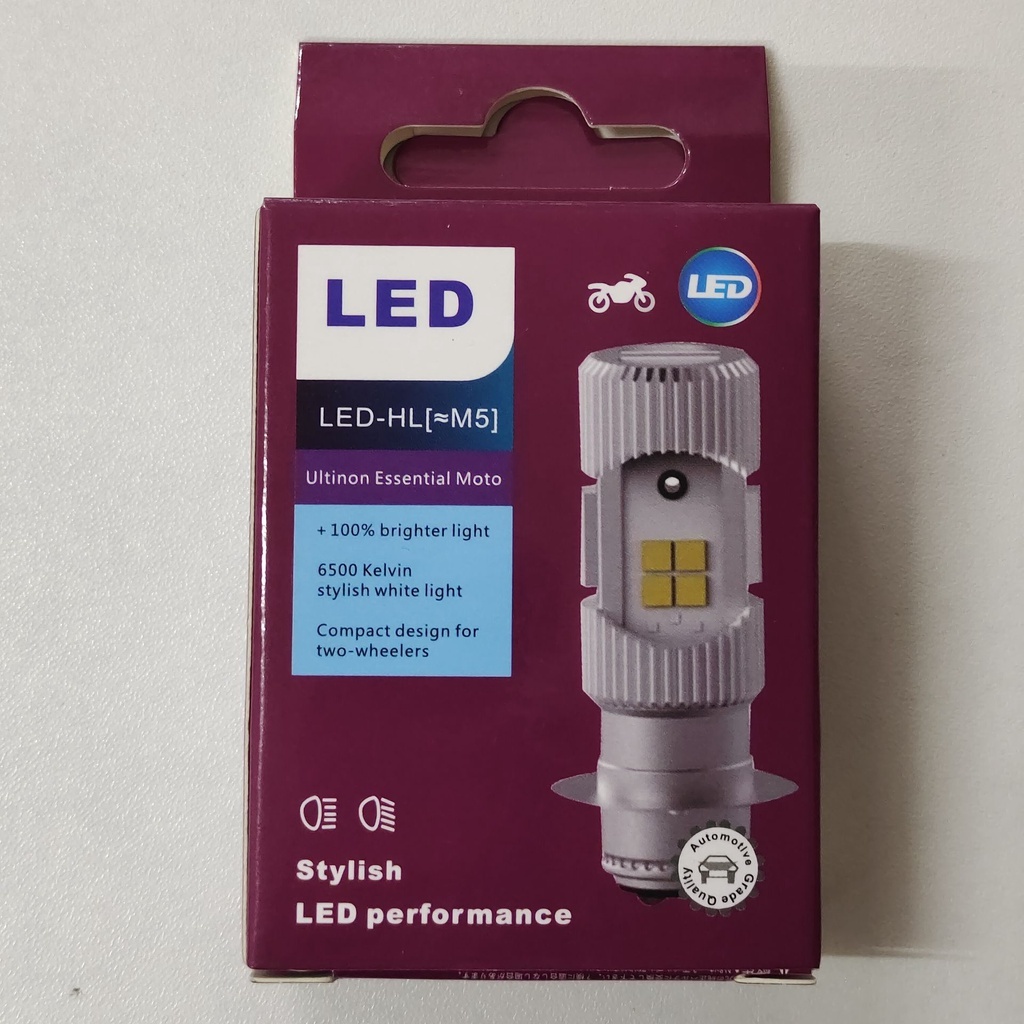 LED
LED
LED-HL[≈M5]
Ultinon Essential Moto
+ 100% brighter light
6500 Kelvin
stylish white light
Compact design for
two-wheelers
Automotive Grade Quality
Stylish
LED performance